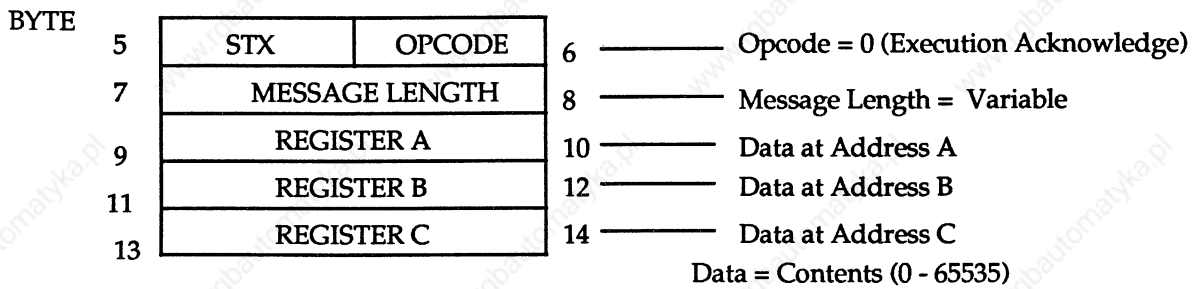 BYTE
5 STX OPCODE 6 Opcode = 0 (Execution Acknowledge)
7 MESSAGE LENGTH 8 Message Length = Variable
9 REGISTER A 10 Data at Address A
11 REGISTER B 12 Data at Address B
13 REGISTER C 14 Data at Address C
Data = Contents (0 - 65535)